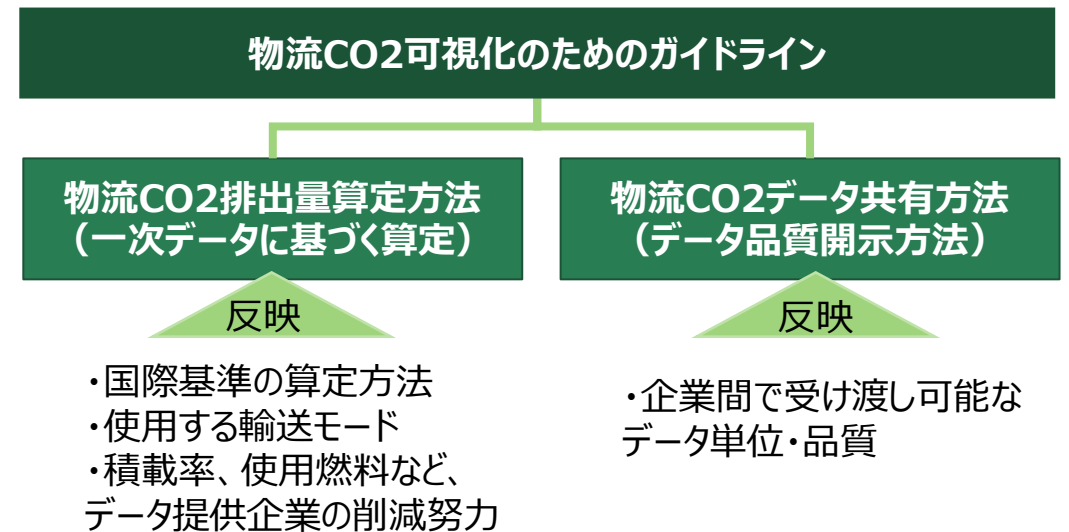 物流CO2可視化のためのガイドライン
物流CO2排出量算定方法
（一次データに基づく算定）
反映
・国際基準の算定方法
・使用する輸送モード
・積載率、使用燃料など、
データ提供企業の削減努力
物流CO2データ共有方法
（データ品質開示方法）
反映
・企業間で受け渡し可能な
データ単位・品質